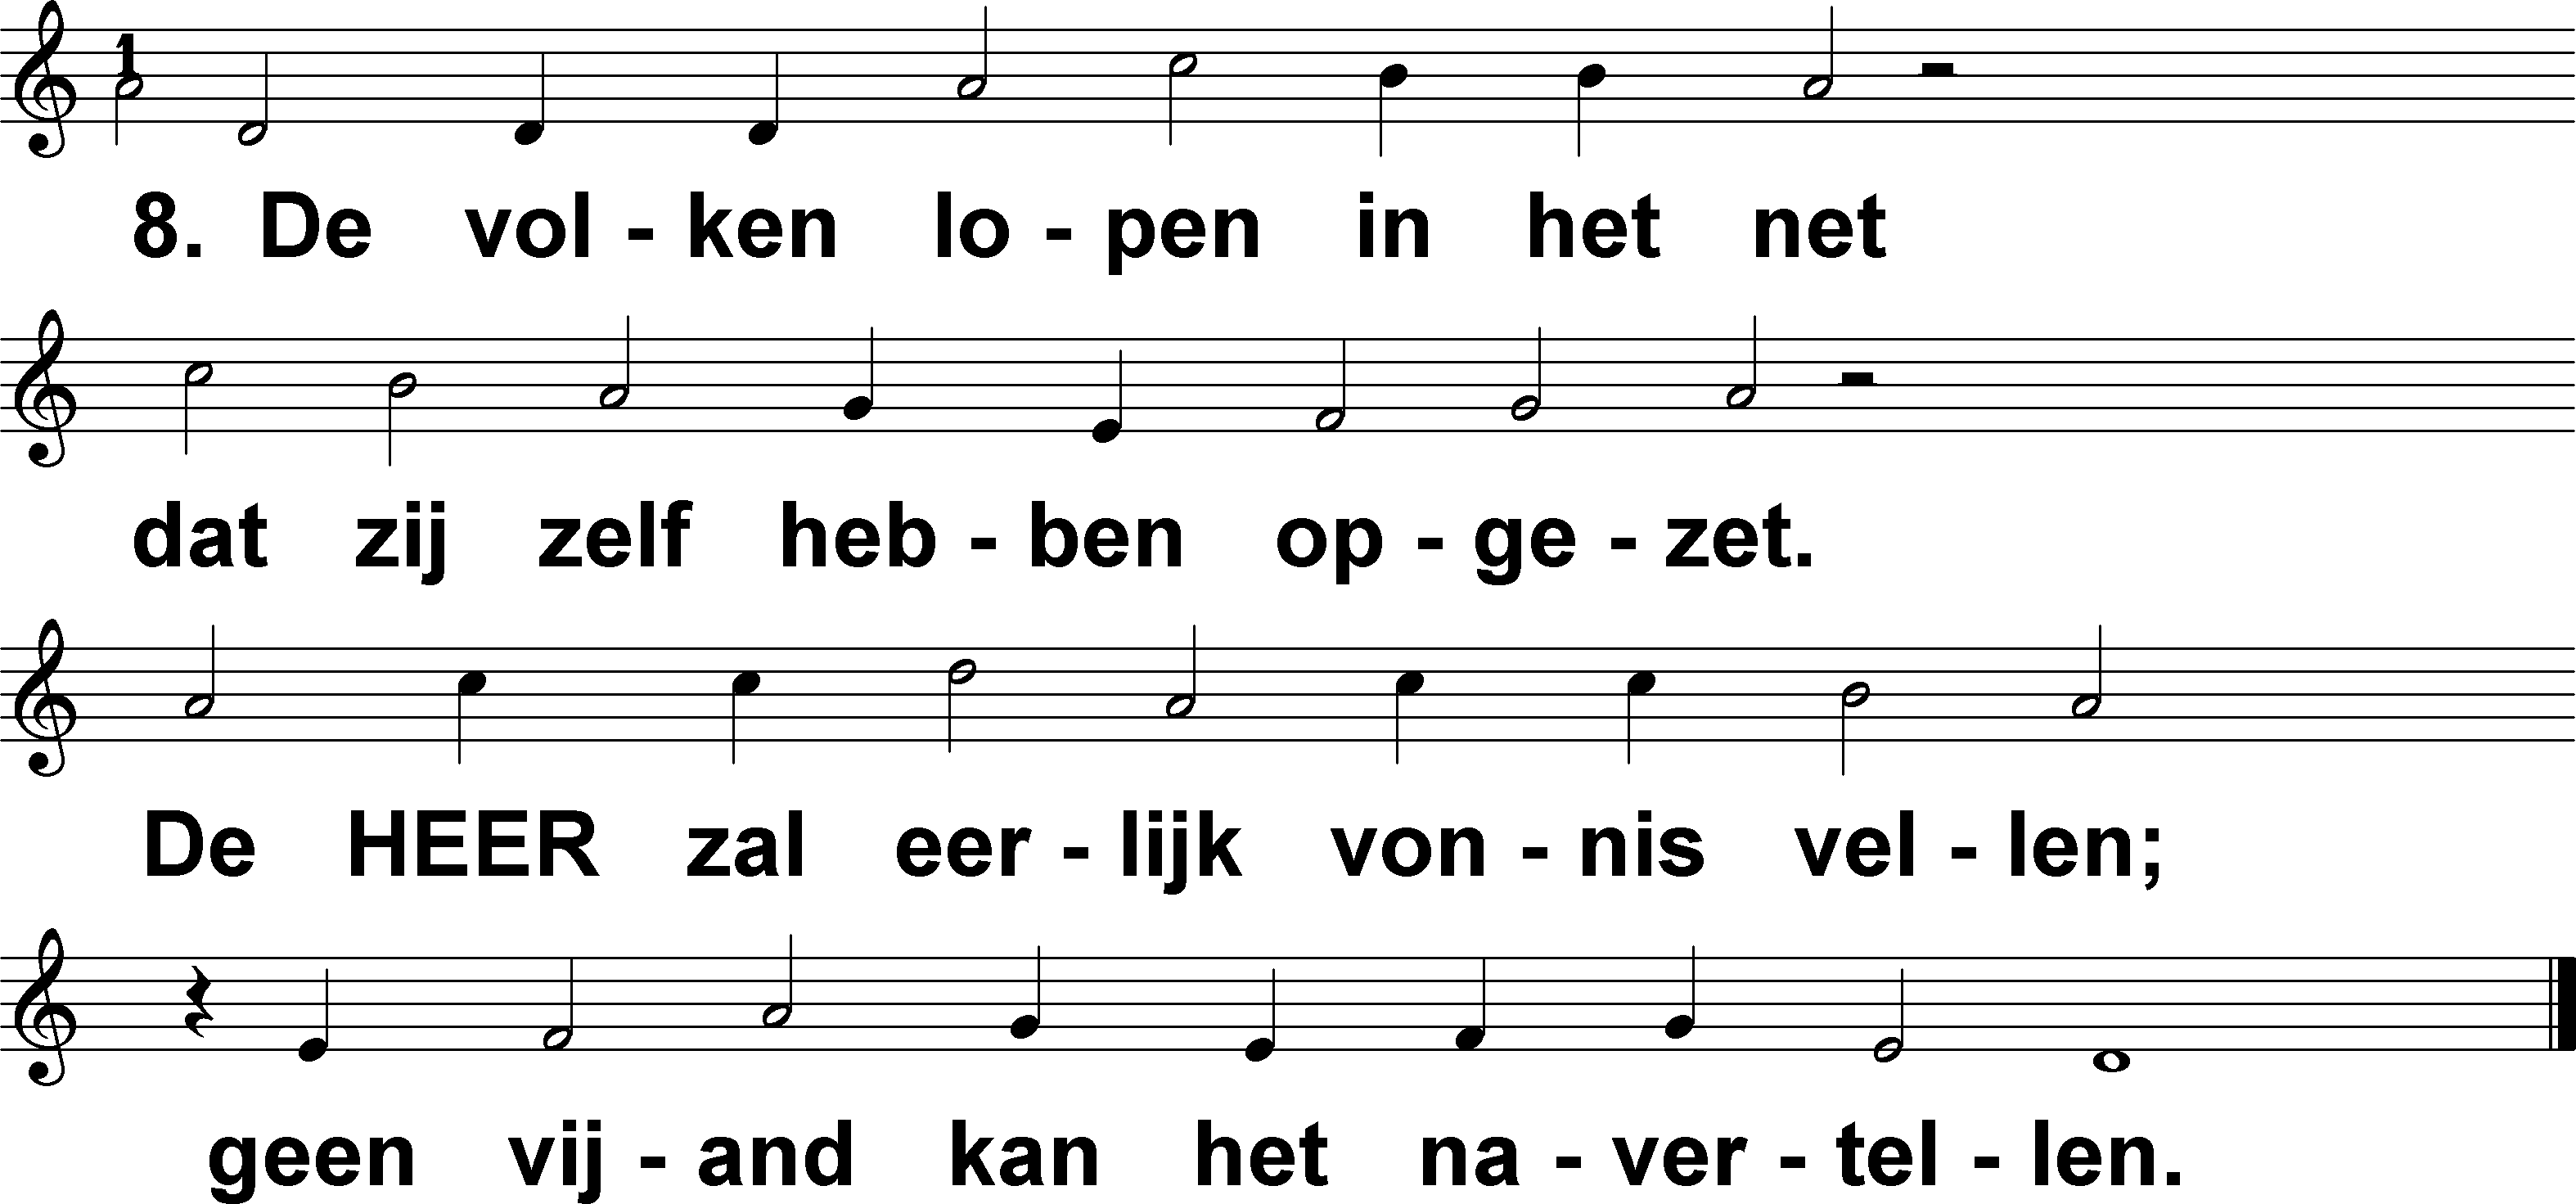 1
8. De vol - ken lo - pen in het net
dat zij zelf heb - ben op - ge - zet.
De HEER zal eer - lijk von - nis vel - len;
geen vij - and kan het na - ver - tel - len.